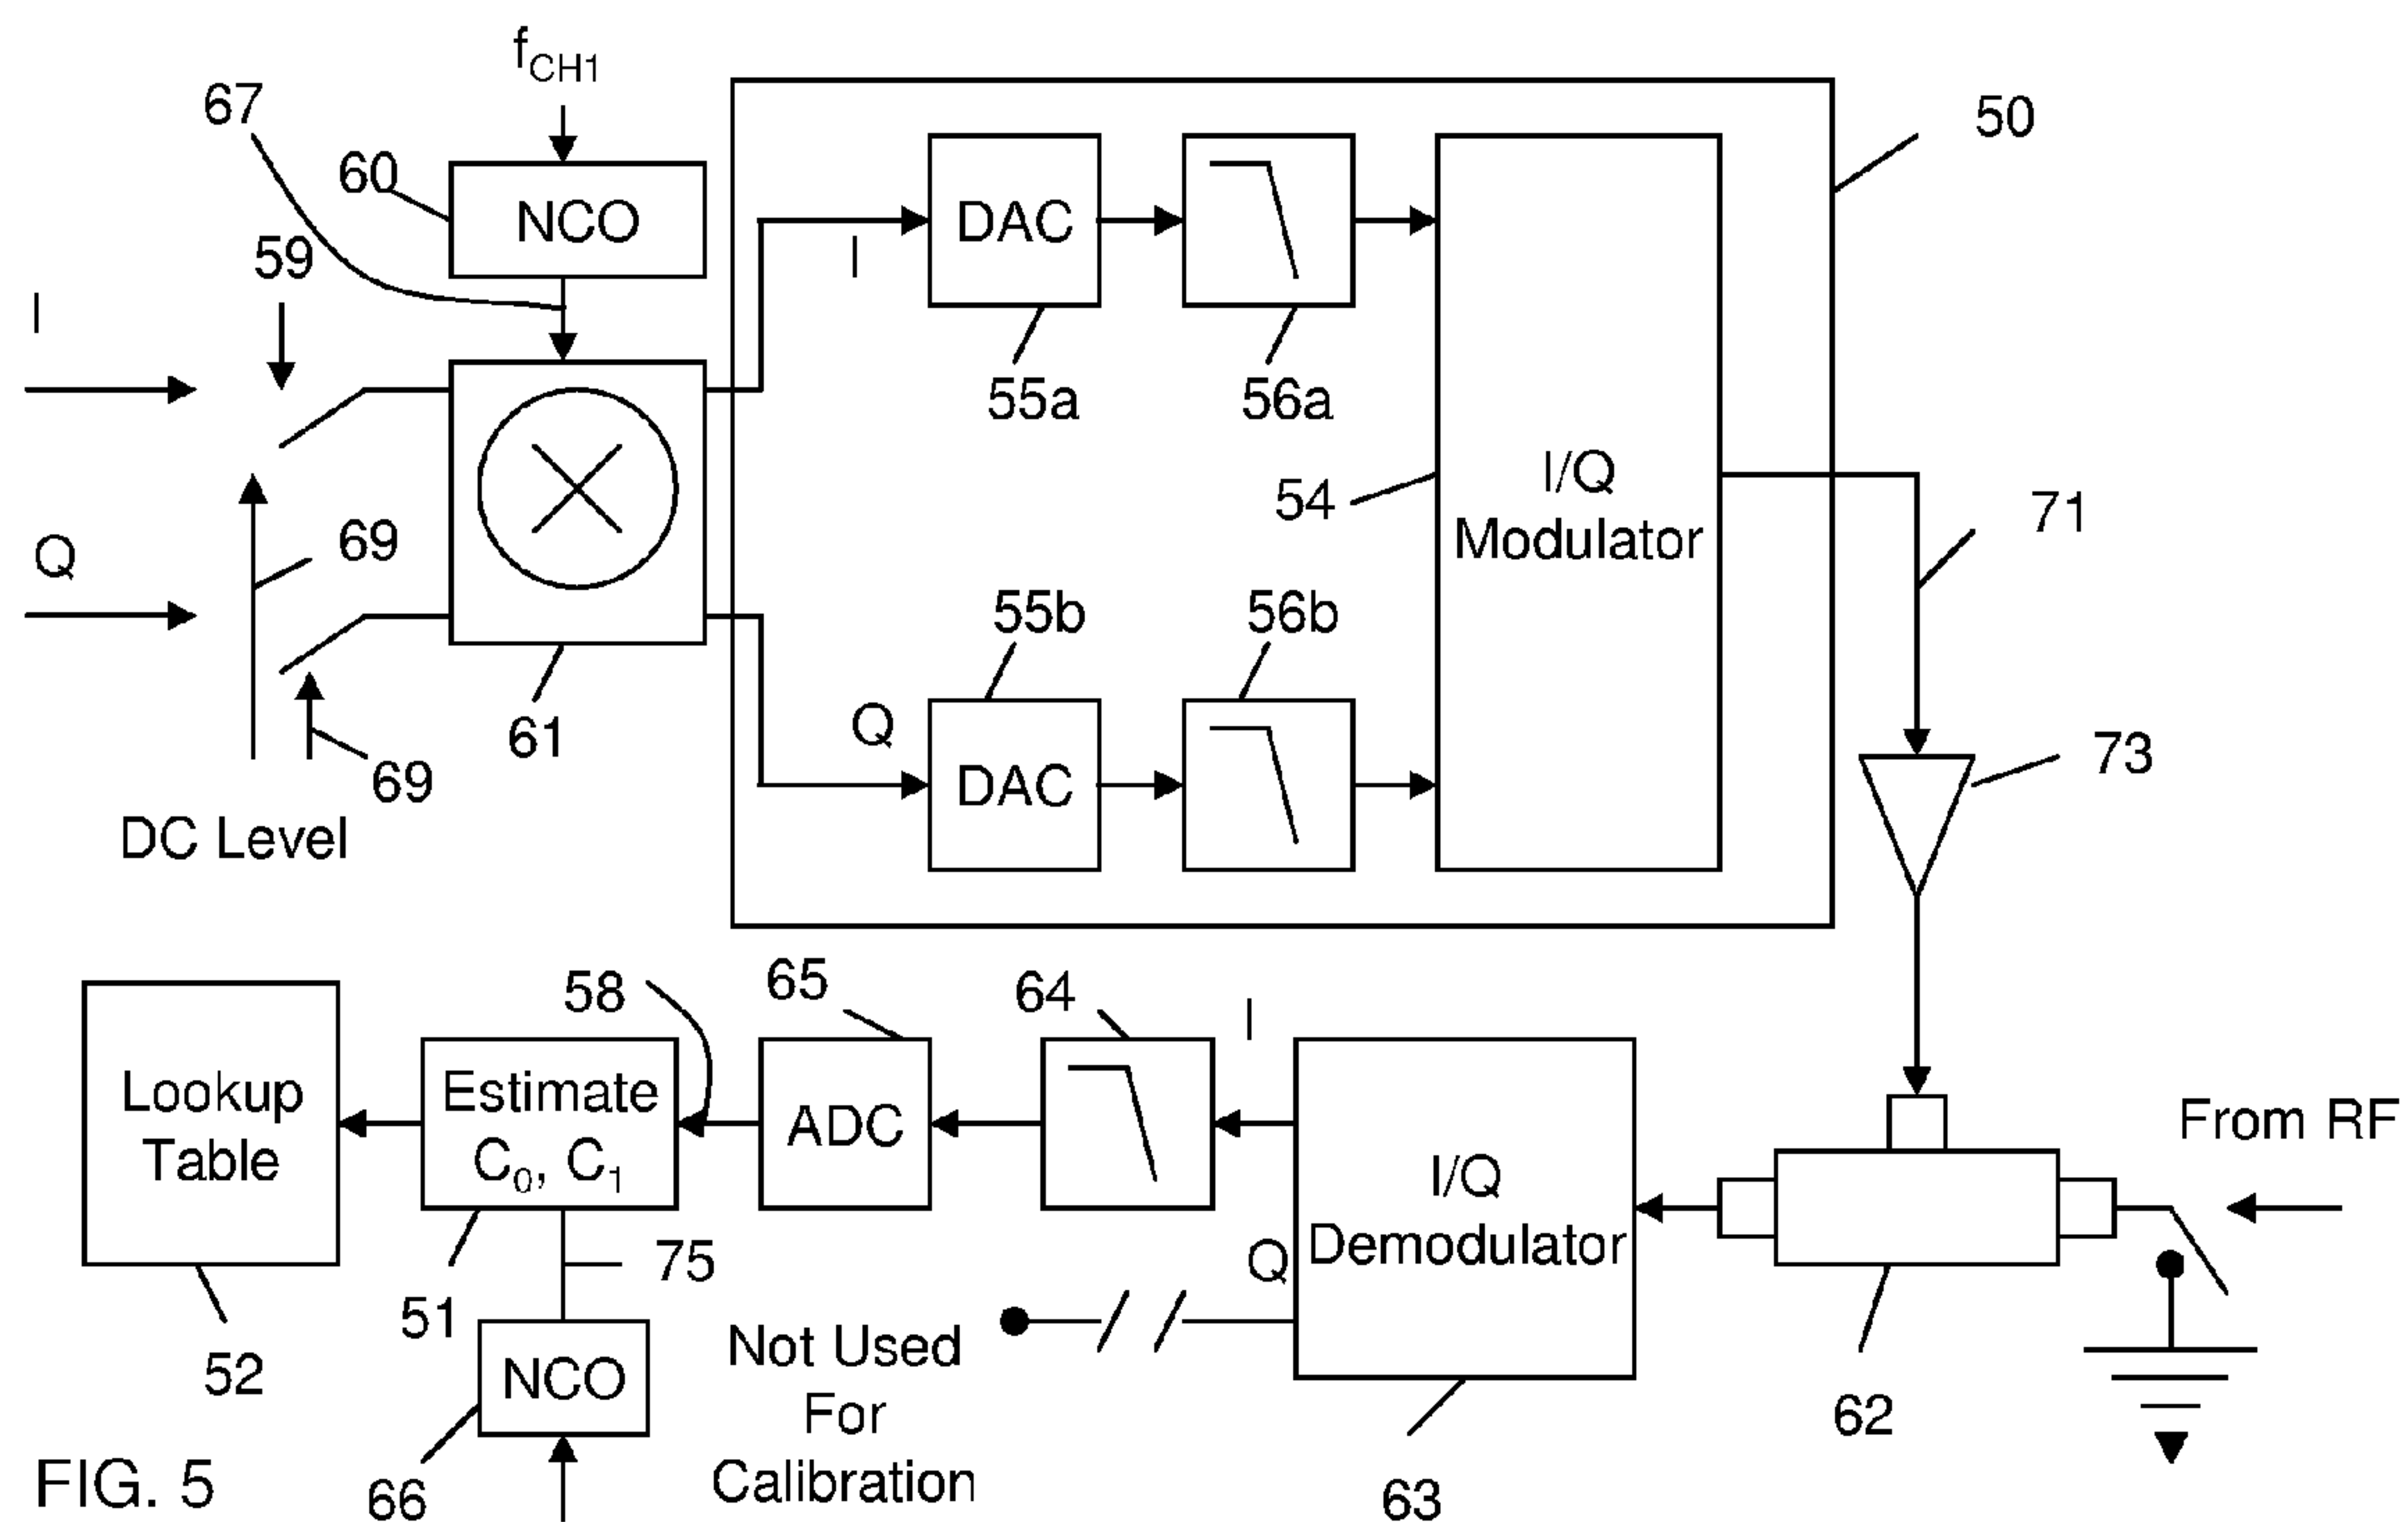 fCH1
67
50
60
NCO
DAC
59
I
I
55a
56a
I/Q
Modulator
54
71
69
Q
55b
56b
61
Q
DAC
73
69
DC Level
58
65
64
I
Lookup
Table
Estimate
C0, C1
ADC
From RF
I/Q
Demodulator
75
Q
51
Not Used
For
Calibration
52
NCO
62
66
63
FIG. 5